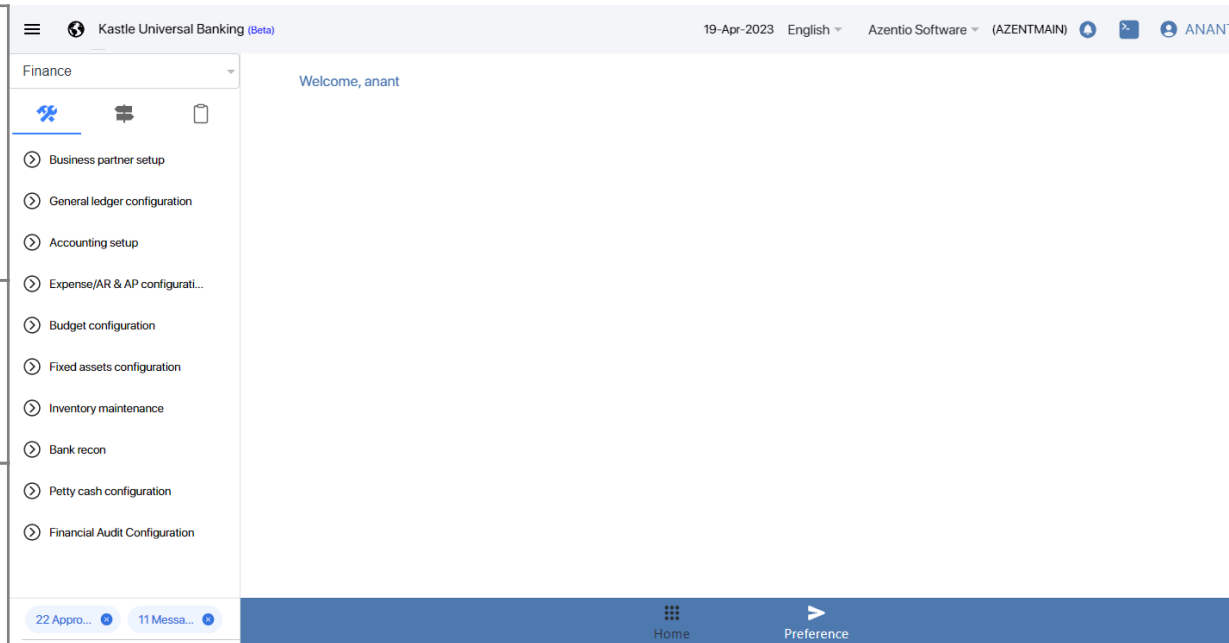 Kastle Universal Banking (Beta)
19-Apr-2023 English Azentio Software (AZENTMAIN) ANANT
Finance
Welcome, anant
Business partner setup
General ledger configuration
Accounting setup
Expense/AR & AP configurati...
Budget configuration
Fixed assets configuration
Inventory maintenance
Bank recon
Petty cash configuration
Financial Audit Configuration
22 Appro... 11 Messa...
Home Preference